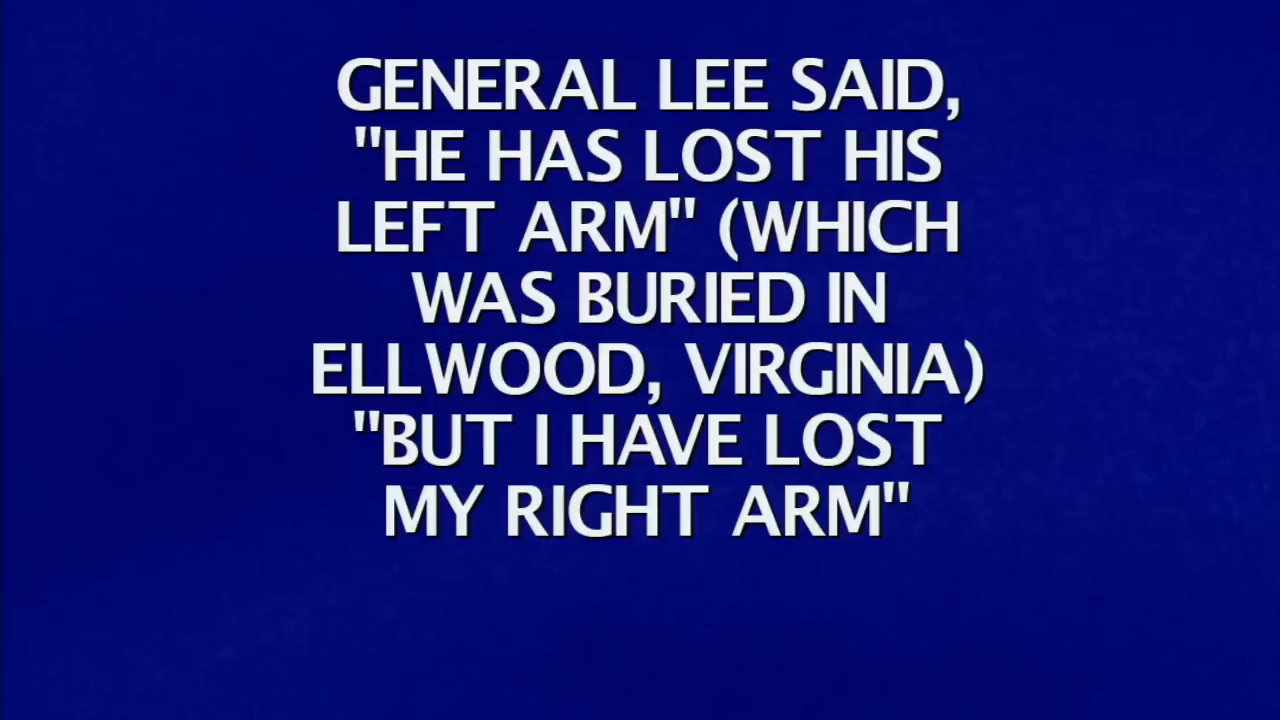 GENERAL LEE SAID,
"HE HAS LOST HIS
LEFT ARM" (WHICH
WAS BURIED IN
ELLWOOD, VIRGINIA)
"BUT I HAVE LOST
MY RIGHT ARM"